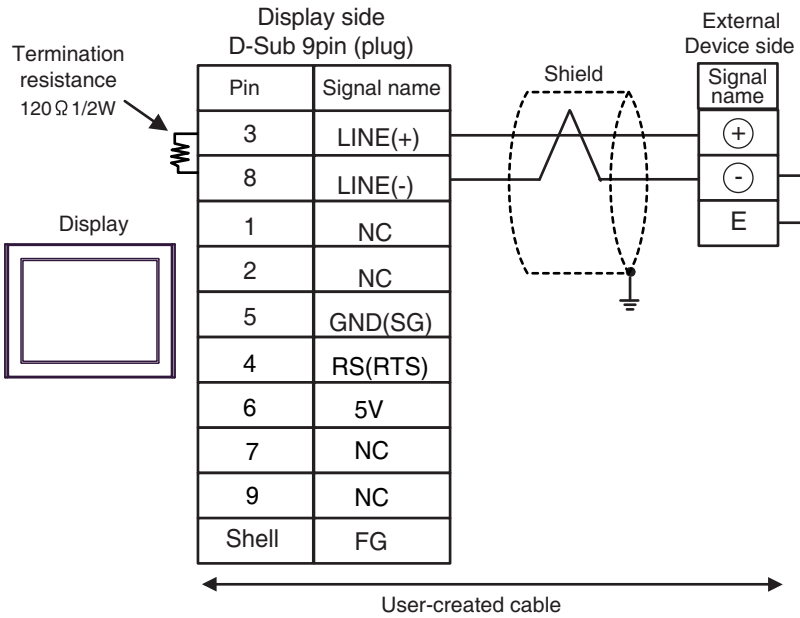 Display side
D-Sub 9pin (plug)
External
Device side
Termination
resistance
120Ω 1/2W
Shield
Pin Signal name
Signal
name
3 LINE(+)
+
8 LINE(-)
-
1 NC
E
Display
2 NC
5 GND(SG)
4 RS(RTS)
6 5V
7 NC
9 NC
Shell FG
User-created cable